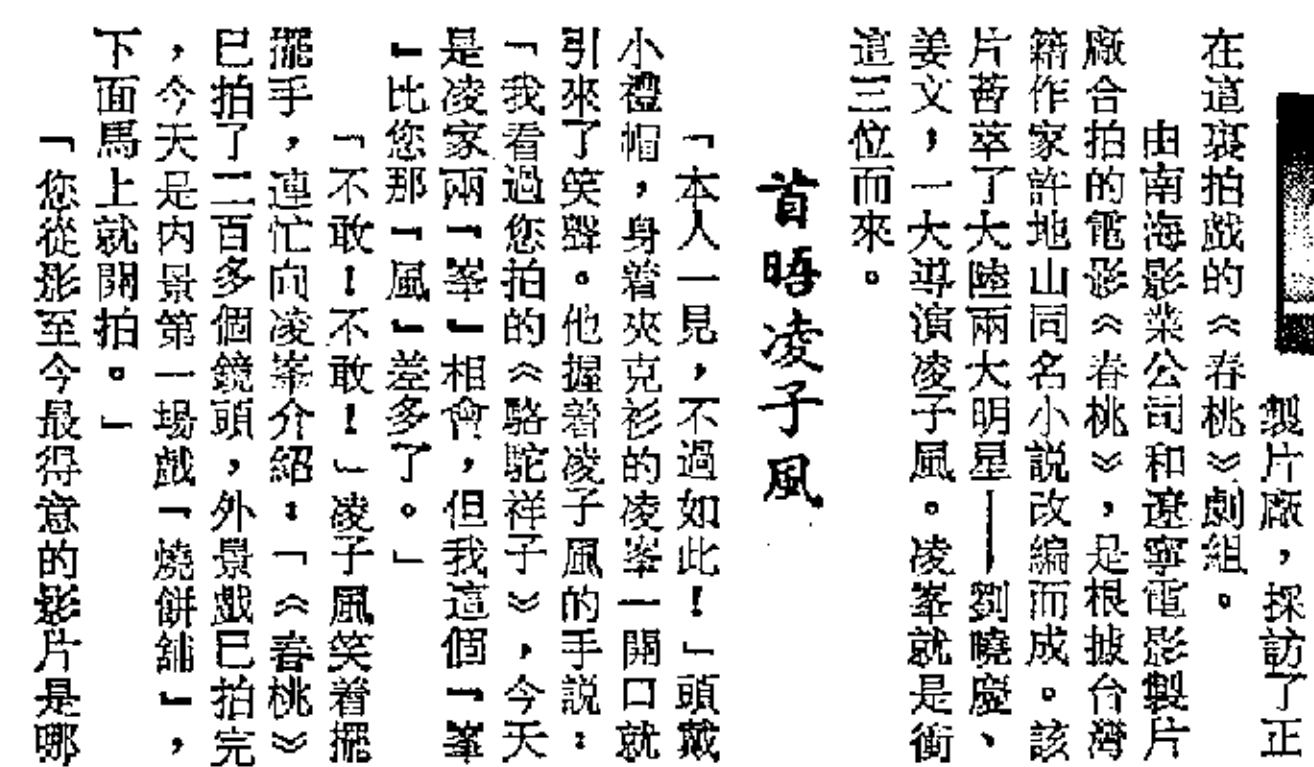 製片廠，採訪了正
在這裏拍戲的《春桃》劇組。
由南海影業公司和遼寧電影製片
廠合拍的電影《春桃》，是根據台灣
籍作家許地山同名小説改編而成。該
片薈萃了大陸兩大明星——劉曉慶、
姜文，一大導演凌子風。凌峯就是衝
這三位而來。
首晤凌子風
「本人一見，不過如此！」頭戴
小禮帽，身着夾克衫的凌峯一開口就
引來了笑聲。他握着凌子風的手説：
「我看過您拍的《駱駝祥子》，今天
是凌家兩『峯』相會，但我這個『峯
』比您那『風』差多了。」
「不敢！不敢！」凌子風笑着擺
擺手，連忙向凌峯介紹：「《春桃》
已拍了二百多個鏡頭，外景戲已拍完
，今天是内景第一場戲『燒餅舖』，
下面馬上就開拍。」
「您從影至今最得意的影片是哪